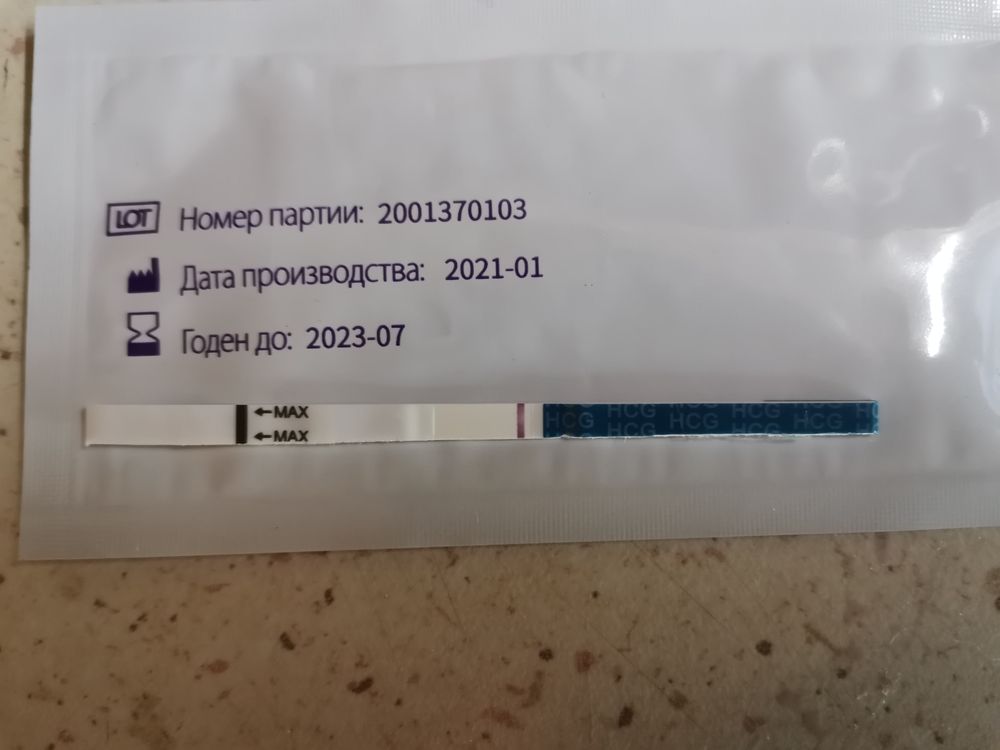 LOT Номер партии: 2001370103
Дата производства: 2021-01
Годен до: 2023-07
←MAX
←MAX
HCG HCG HCG HCG HCG HCG HCG HCG